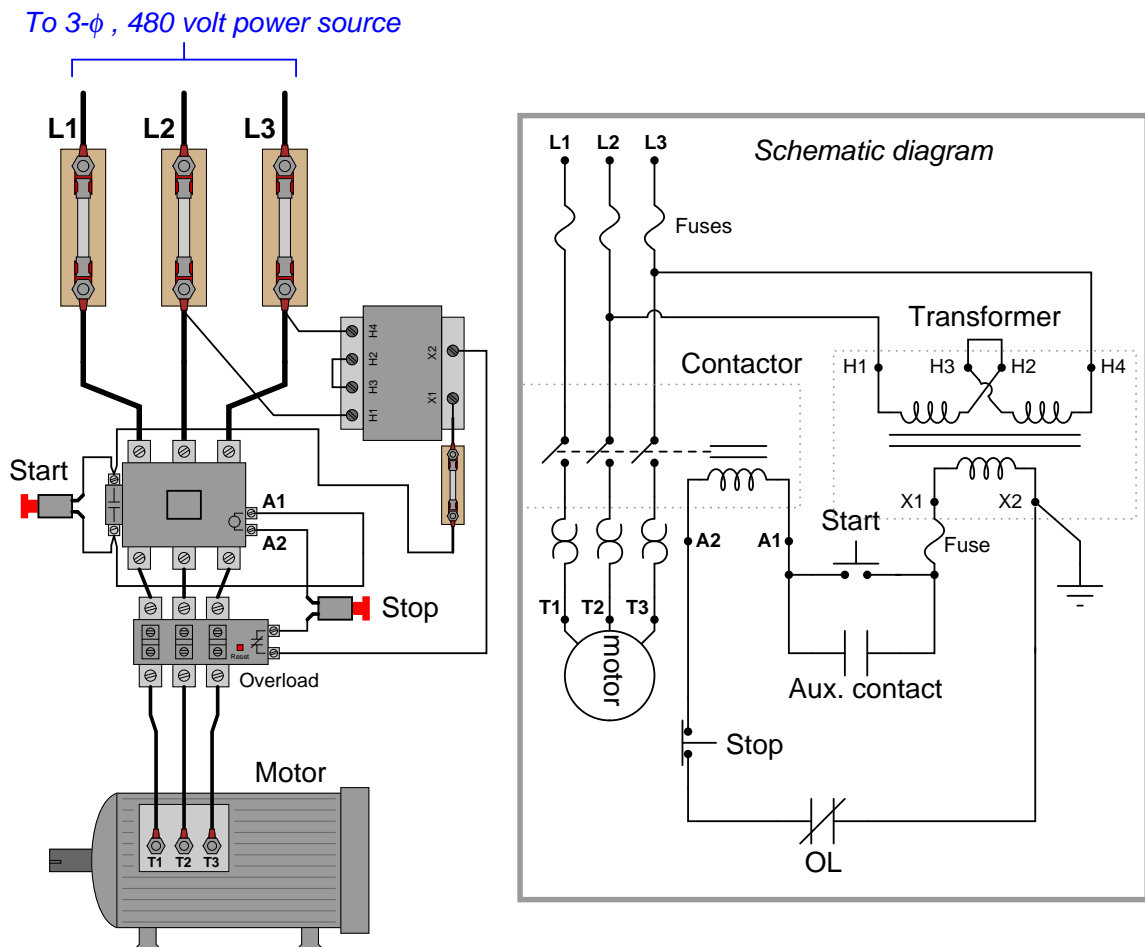 To 3-ϕ , 480 volt power source
L1 L2 L3
H4
H2
H3
H1
X2
X1
Start
A1
A2
Stop
Reset
Overload
Motor
T1 T2 T3
Schematic diagram
L1 L2 L3
Fuses
Transformer
Contactor
H1 H3 H2 H4
X1 X2
Start
A2 A1
Fuse
T1 T2 T3
motor
Aux. contact
Stop
OL